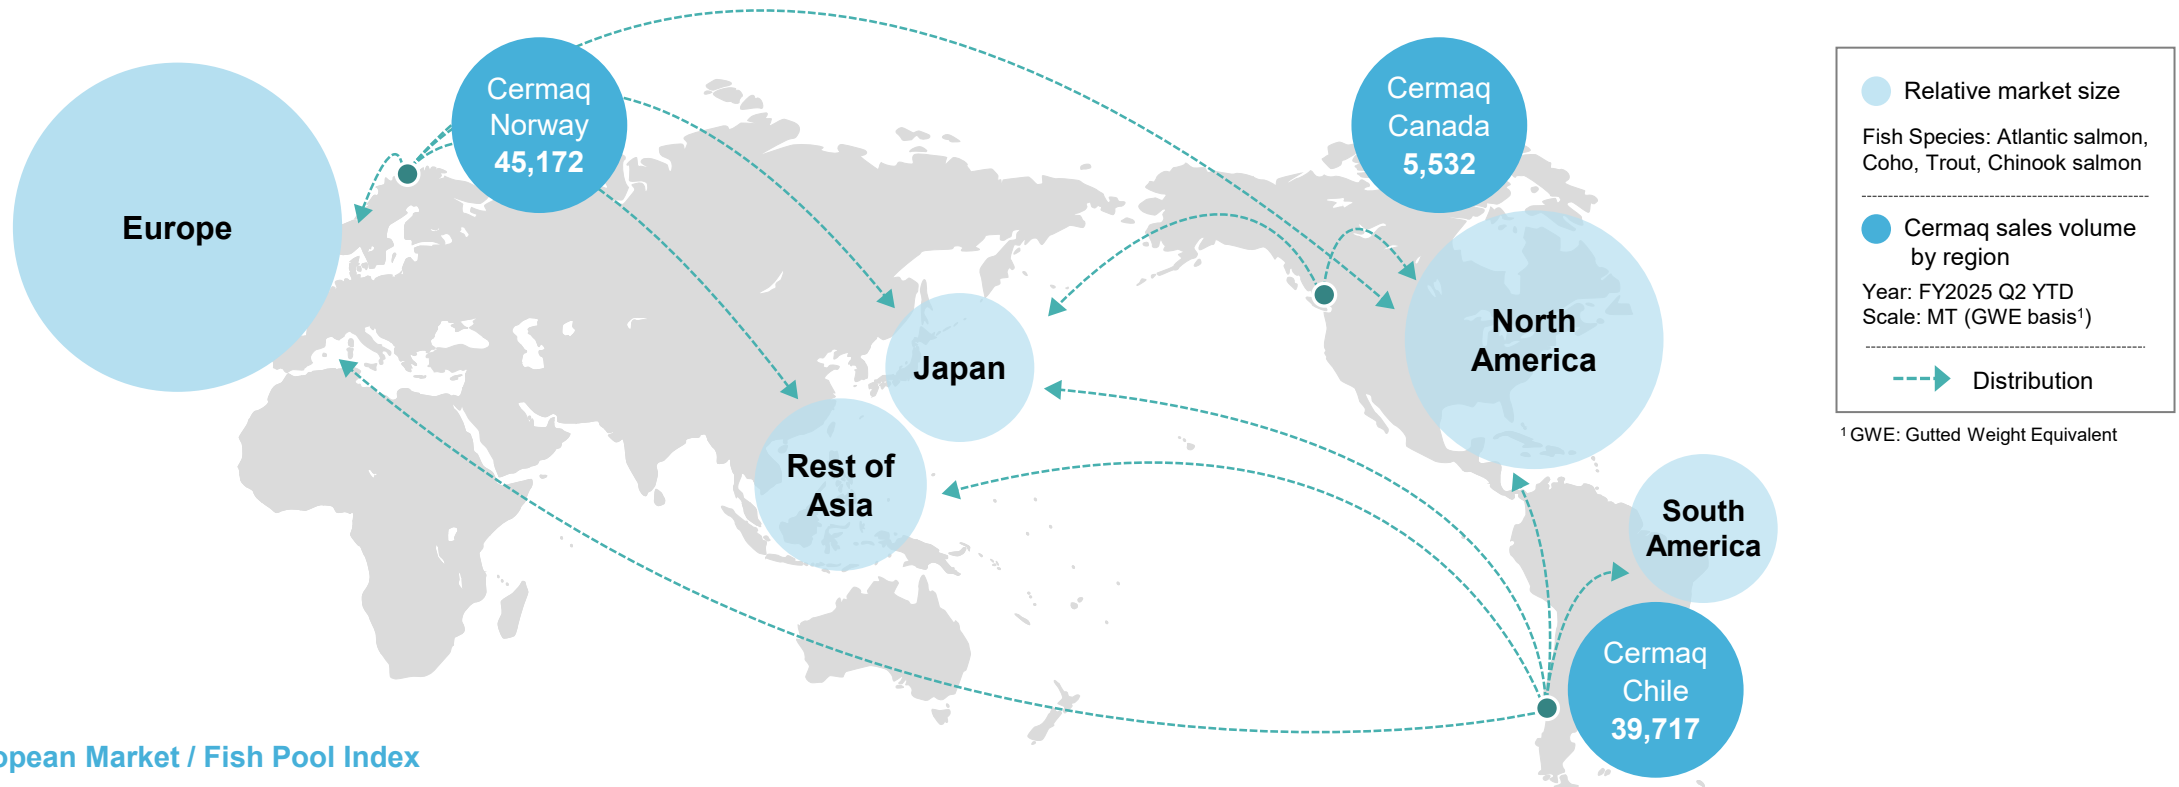 Cermaq
Norway
45,172
Cermaq
Canada
5,532
Europe
Japan
North
America
Rest of
Asia
South
America
Cermaq
Chile
39,717
Relative market size
Fish Species: Atlantic salmon,
Coho, Trout, Chinook salmon
Cermaq sales volume
by region
Year: FY2025 Q2 YTD
Scale: MT (GWE basis¹)
Distribution
¹ GWE: Gutted Weight Equivalent
opean Market / Fish Pool Index